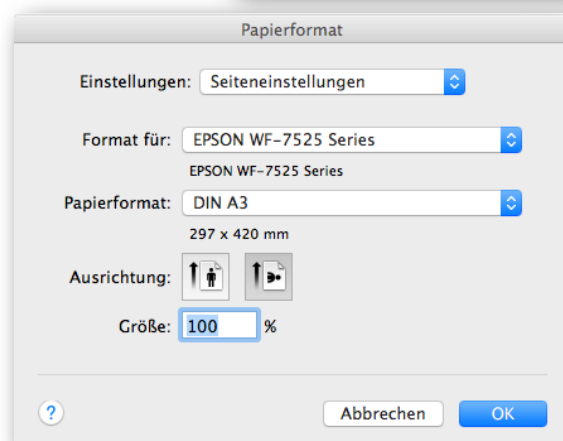 Papierformat
Einstellungen: Seiteneinstellungen
Format für: EPSON WF-7525 Series
EPSON WF-7525 Series
Papierformat: DIN A3
297 x 420 mm
Ausrichtung:
Größe: 100 %
? Abbrechen OK